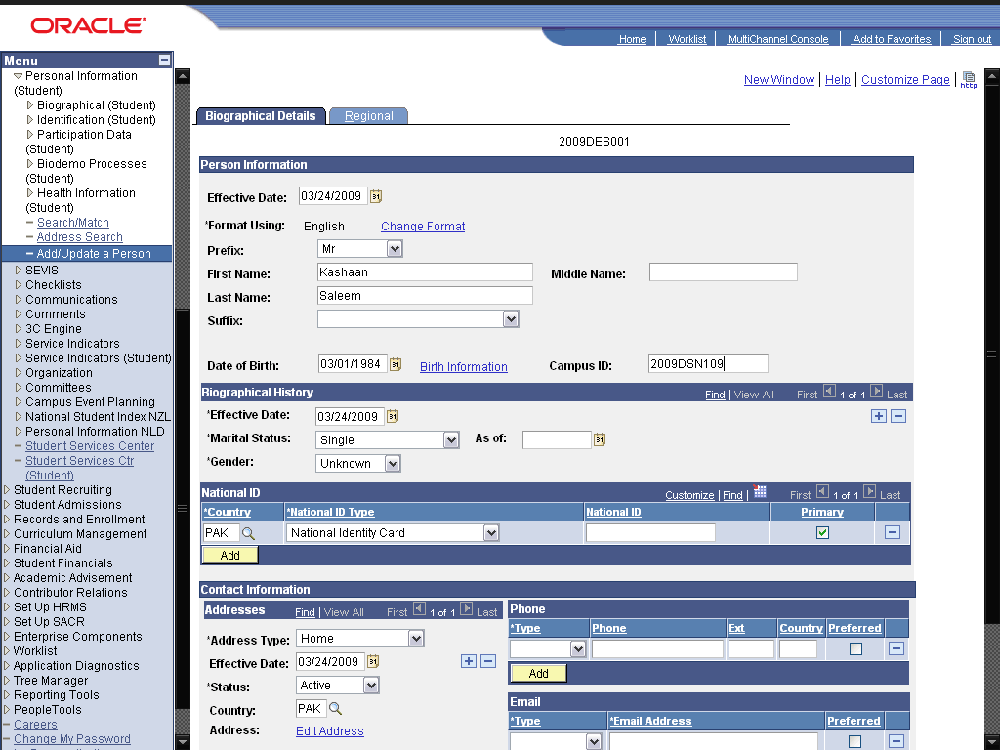 ORACLE
Home | Worklist | MultiChannel Console | Add to Favorites | Sign out
Menu
Personal Information
(Student)
Biographical (Student)
Identification (Student)
Participation Data
(Student)
Biodemo Processes
(Student)
Health Information
(Student)
Search/Match
Address Search
Add/Update a Person
SEVIS
Checklists
Communications
Comments
3C Engine
Service Indicators
Service Indicators (Student)
Organization
Committees
Campus Event Planning
National Student Index NZL
Personal Information NLD
Student Services Center
Student Services Ctr
(Student)
Student Recruiting
Student Admissions
Records and Enrollment
Curriculum Management
Financial Aid
Student Financials
Academic Advisement
Contributor Relations
Set Up HRMS
Set Up SACR
Enterprise Components
Worklist
Application Diagnostics
Tree Manager
Reporting Tools
PeopleTools
Careers
Change My Password
New Window | Help | Customize Page | http
Biographical Details Regional
2009DES001
Person Information
Effective Date: 03/24/2009 31
*Format Using: English Change Format
Prefix: Mr
First Name: Kashaan Middle Name:
Last Name: Saleem
Suffix:
Date of Birth: 03/01/1984 31 Birth Information Campus ID: 2009DSN109
Biographical History Find | View All First 1 of 1 Last
*Effective Date: 03/24/2009 31
*Marital Status: Single As of: 31
*Gender: Unknown
National ID Customize | Find | First 1 of 1 Last
*Country *National ID Type National ID Primary
PAK National Identity Card
Add
Contact Information
Addresses Find | View All First 1 of 1 Last
*Address Type: Home
Effective Date: 03/24/2009 31
*Status: Active
Country: PAK
Address: Edit Address
Phone
*Type Phone Ext Country Preferred
Add
Email
*Type *Email Address Preferred